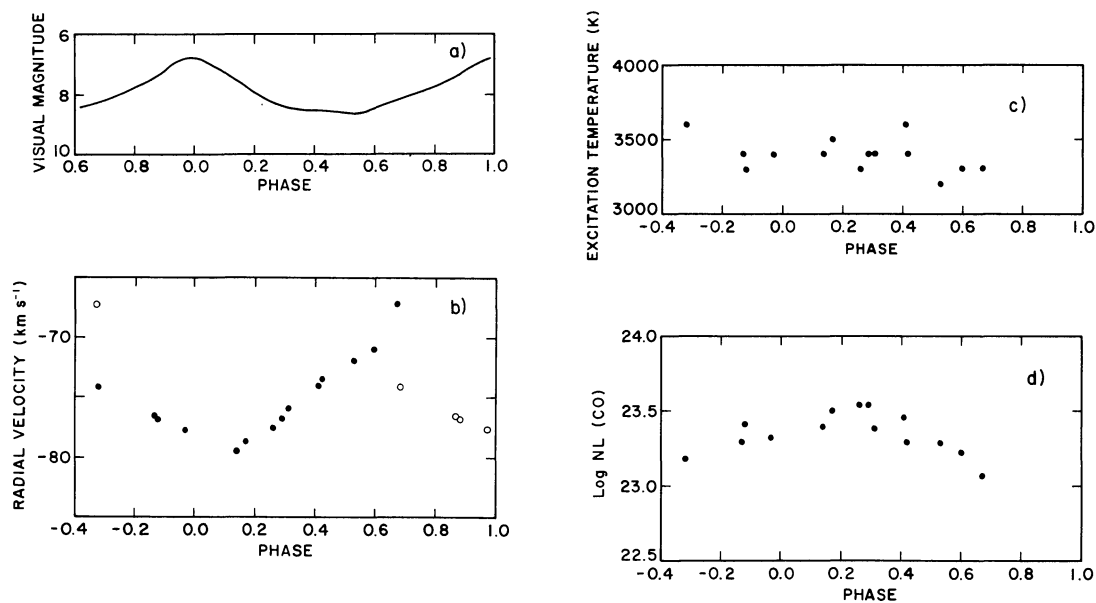 VISUAL MAGNITUDE
6
8
10
a)
0.6 0.8 0.0 0.2 0.4 0.6 0.8 1.0
PHASE
RADIAL VELOCITY (km s⁻¹)
-70
-80
b)
-0.4 -0.2 0.0 0.2 0.4 0.6 0.8 1.0
PHASE
EXCITATION TEMPERATURE (K)
4000
3500
3000
c)
-0.4 -0.2 0.0 0.2 0.4 0.6 0.8 1.0
PHASE
Log NL (CO)
24.0
23.5
23.0
22.5
d)
-0.4 -0.2 0.0 0.2 0.4 0.6 0.8 1.0
PHASE